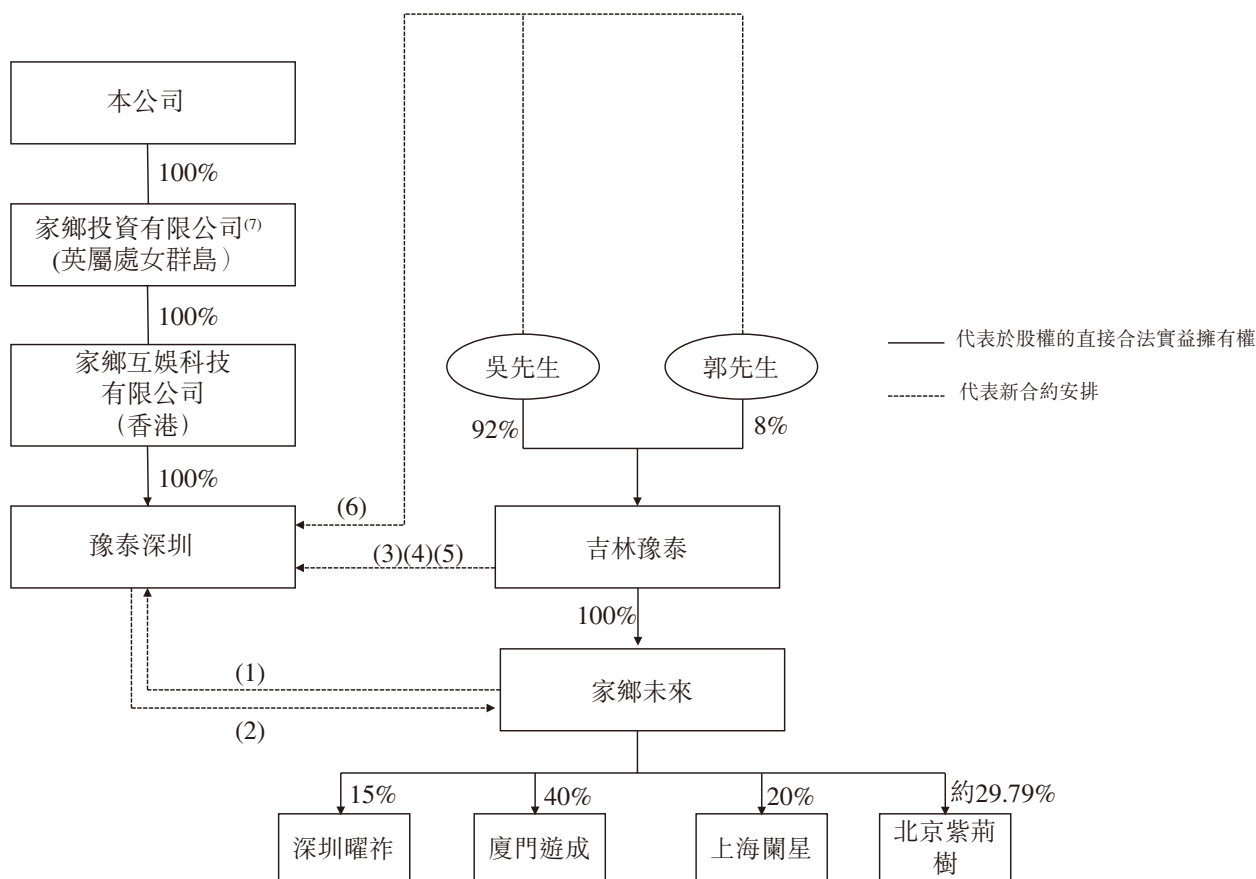 本公司
100%
家鄉投資有限公司(7)
(英屬處女群島）
100%
家鄉互娛科技
有限公司
（香港）
100%
豫泰深圳
吳先生
郭先生
92%
8%
代表於股權的直接合法實益擁有權
代表新合約安排
(6)
(3)(4)(5)
吉林豫泰
100%
(1)
(2)
家鄉未來
15%
40%
20%
約29.79%
深圳曜祚
廈門遊成
上海闌星
北京紫荊
樹